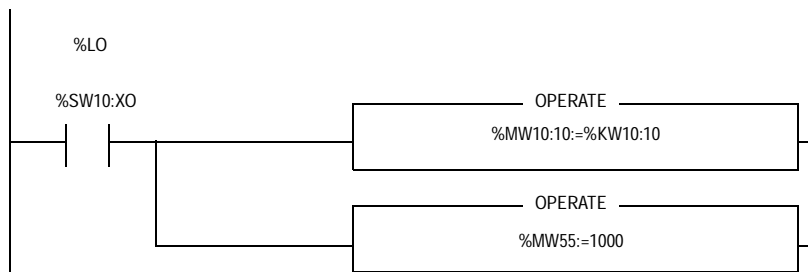 %LO
%SW10:XO
OPERATE
%MW10:10:=%KW10:10
OPERATE
%MW55:=1000